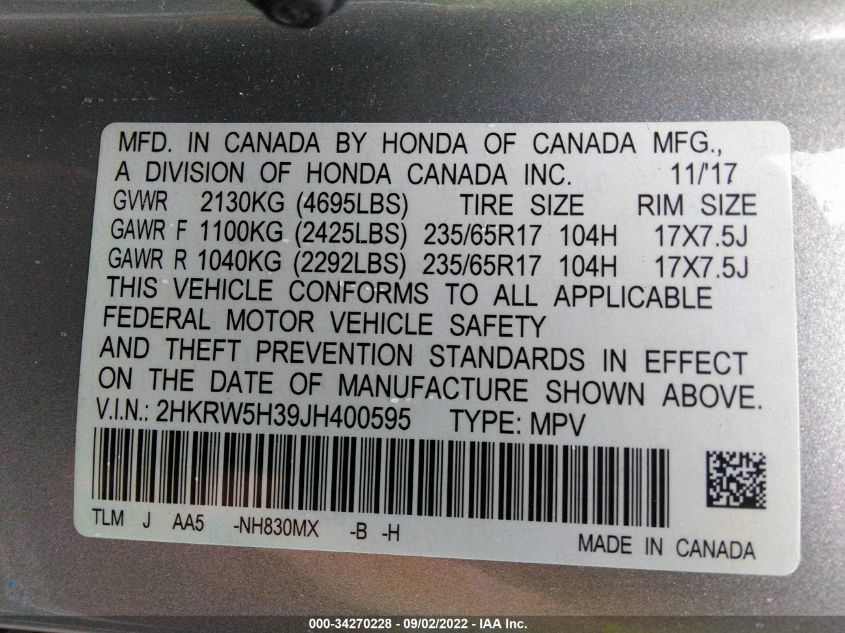 MFD. IN CANADA BY HONDA OF CANADA MFG.,
A DIVISION OF HONDA CANADA INC. 11/'17
GVWR 2130KG (4695LBS) TIRE SIZE RIM SIZE
GAWR F 1100KG (2425LBS) 235/65R17 104H 17X7.5J
GAWR R 1040KG (2292LBS) 235/65R17 104H 17X7.5J
THIS VEHICLE CONFORMS TO ALL APPLICABLE
FEDERAL MOTOR VEHICLE SAFETY
AND THEFT PREVENTION STANDARDS IN EFFECT
ON THE DATE OF MANUFACTURE SHOWN ABOVE.
V.I.N.: 2HKRW5H39JH400595 TYPE: MPV
TLM J AA5 -NH830MX -B -H
MADE IN CANADA
000-34270228 - 09/02/2022 - IAA Inc.